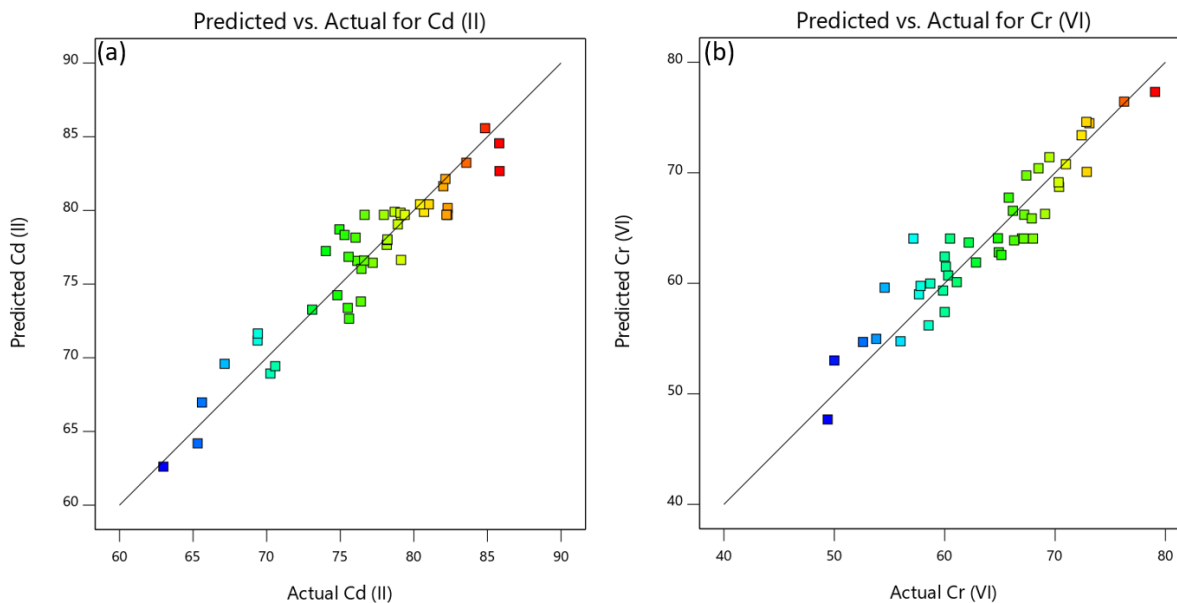 Predicted vs. Actual for Cd (II)
(a)
90
85
80
75
70
65
60
Predicted Cd (II)
60 65 70 75 80 85 90
Actual Cd (II)
Predicted vs. Actual for Cr (VI)
(b)
80
70
60
50
40
Predicted Cr (VI)
40 50 60 70 80
Actual Cr (VI)